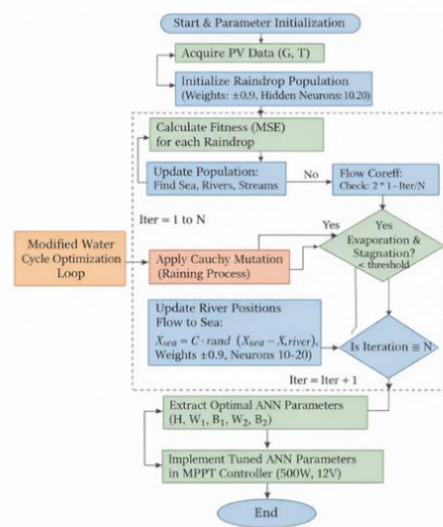 Start & Parameter Initialization
Acquire PV Data (G, T)
Initialize Raindrop Population
(Weights: ±0.9, Hidden Neurons: 10.20)
Calculate Fitness (MSE)
for each Raindrop
Update Population:
Find Sea, Rivers, Streams
No
Flow Coreff:
Check: 2 * 1 – Iter/N
Iter = 1 to N
Modified Water
Cycle Optimization
Loop
Apply Cauchy Mutation
(Raining Process)
Yes
Yes
Evaporation &
Stagnation?
< threshold
Update River Positions
Flow to Sea:
X_sea = C · rand (X_sea – X,river),
Weights ±0.9, Neurons 10–20)
Is Iteration ≡ N
Iter = Iter + 1
Extract Optimal ANN Parameters
(H, W₁, B₁, W₂, B₂)
Implement Tuned ANN Parameters
in MPPT Controller (500W, 12V)
End